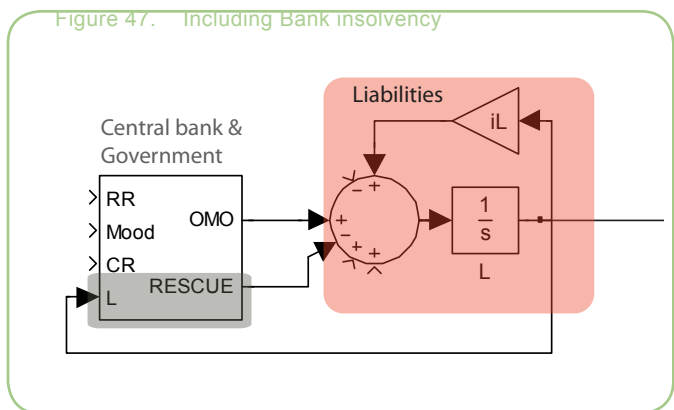 Figure 47. Including Bank insolvency
Liabilities
iL
Central bank &
Government
RR
OMO
Mood
CR
RESCUE
L
1
s
L